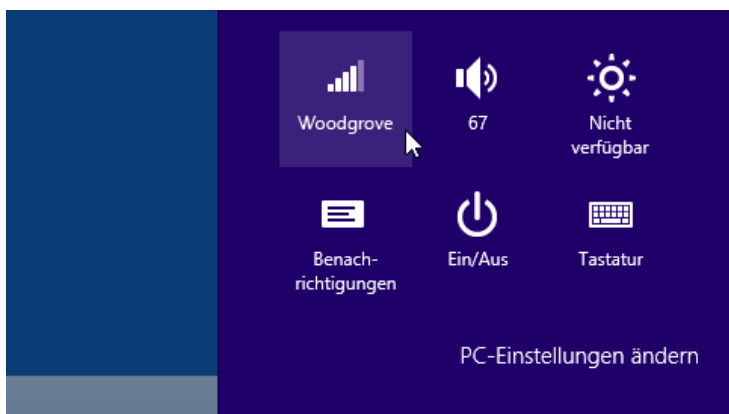 Woodgrove
67
Nicht
verfügbar
Benach-
richtigungen
Ein/Aus
Tastatur
PC-Einstellungen ändern